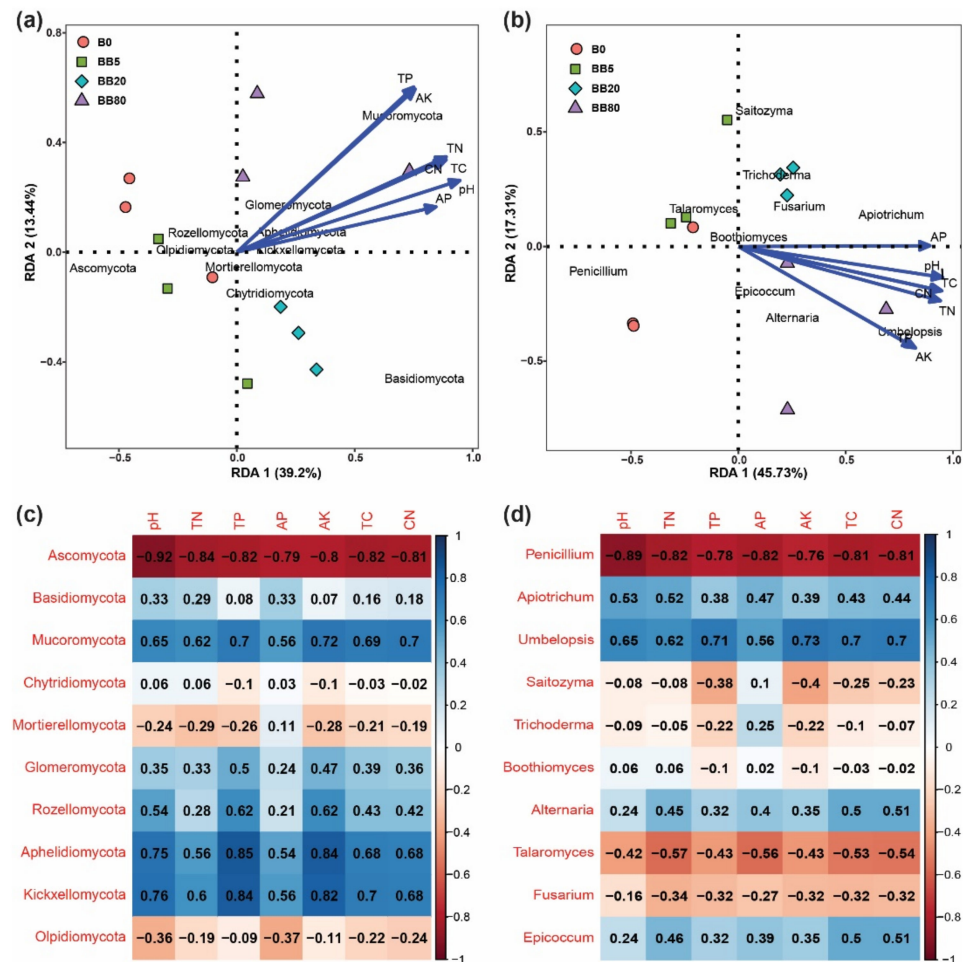 (a)
B0
BB5
BB20
BB80
0.8
0.4
0.0
−0.4
RDA 2 (13.44%)
TP
AK
Mucoromycota
TN
CN
TC
pH
AP
Glomeromycota
Rozellomycota
Aphelidiomycota
Olpidiomycota
Kickxellomycota
Ascomycota
Mortierellomycota
Chytridiomycota
Basidiomycota
−0.5
0.0
0.5
1.0
RDA 1 (39.2%)
(b)
B0
BB5
BB20
BB80
0.5
0.0
−0.5
RDA 2 (17.31%)
Saitozyma
Trichoderma
Talaromyces
Fusarium
Apiotrichum
Boothiomyces
AP
Penicillium
pH
TC
Epicoccum
CN
TN
Alternaria
Umbelopsis
TP
AK
−0.5
0.0
0.5
1.0
RDA 1 (45.73%)
(c)
pH TN TP AP AK TC CN
Ascomycota −0.92 −0.84 −0.82 −0.79 −0.8 −0.82 −0.81
Basidiomycota 0.33 0.29 0.08 0.33 0.07 0.16 0.18
Mucoromycota 0.65 0.62 0.7 0.56 0.72 0.69 0.7
Chytridiomycota 0.06 0.06 −0.1 0.03 −0.1 −0.03 −0.02
Mortierellomycota −0.24 −0.29 −0.26 0.11 −0.28 −0.21 −0.19
Glomeromycota 0.35 0.33 0.5 0.24 0.47 0.39 0.36
Rozellomycota 0.54 0.28 0.62 0.21 0.62 0.43 0.42
Aphelidiomycota 0.75 0.56 0.85 0.54 0.84 0.68 0.68
Kickxellomycota 0.76 0.6 0.84 0.56 0.82 0.7 0.68
Olpidiomycota −0.36 −0.19 −0.09 −0.37 −0.11 −0.22 −0.24
1
0.8
0.6
0.4
0.2
0
−0.2
−0.4
−0.6
−0.8
−1
(d)
pH TN TP AP AK TC CN
Penicillium −0.89 −0.82 −0.78 −0.82 −0.76 −0.81 −0.81
Apiotrichum 0.53 0.52 0.38 0.47 0.39 0.43 0.44
Umbelopsis 0.65 0.62 0.71 0.56 0.73 0.7 0.7
Saitozyma −0.08 −0.08 −0.38 0.1 −0.4 −0.25 −0.23
Trichoderma −0.09 −0.05 −0.22 0.25 −0.22 −0.1 −0.07
Boothiomyces 0.06 0.06 −0.1 0.02 −0.1 −0.03 −0.02
Alternaria 0.24 0.45 0.32 0.4 0.35 0.5 0.51
Talaromyces −0.42 −0.57 −0.43 −0.56 −0.43 −0.53 −0.54
Fusarium −0.16 −0.34 −0.32 −0.27 −0.32 −0.32 −0.32
Epicoccum 0.24 0.46 0.32 0.39 0.35 0.5 0.51
1
0.8
0.6
0.4
0.2
0
−0.2
−0.4
−0.6
−0.8
−1